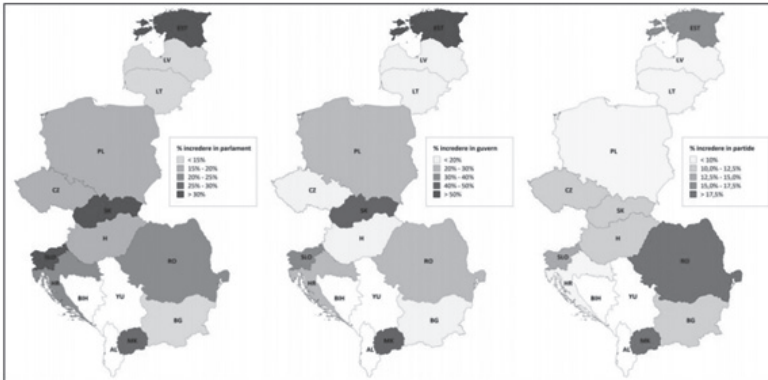 EST
LV
LT
PL
CZ
SK
H
SLO
HR
BIH
YU
RO
BG
MK
AL
% incredere in parlament
< 15%
15% - 20%
20% - 25%
25% - 30%
> 30%
EST
LV
LT
PL
CZ
SK
H
SLO
HR
BIH
YU
RO
BG
MK
AL
% incredere in guvern
< 20%
20% - 30%
30% - 40%
40% - 50%
> 50%
EST
LV
LT
PL
CZ
SK
H
SLO
HR
BIH
YU
RO
BG
MK
AL
% incredere in partide
< 10%
10,0% - 12,5%
12,5% - 15,0%
15,0% - 17,5%
> 17,5%